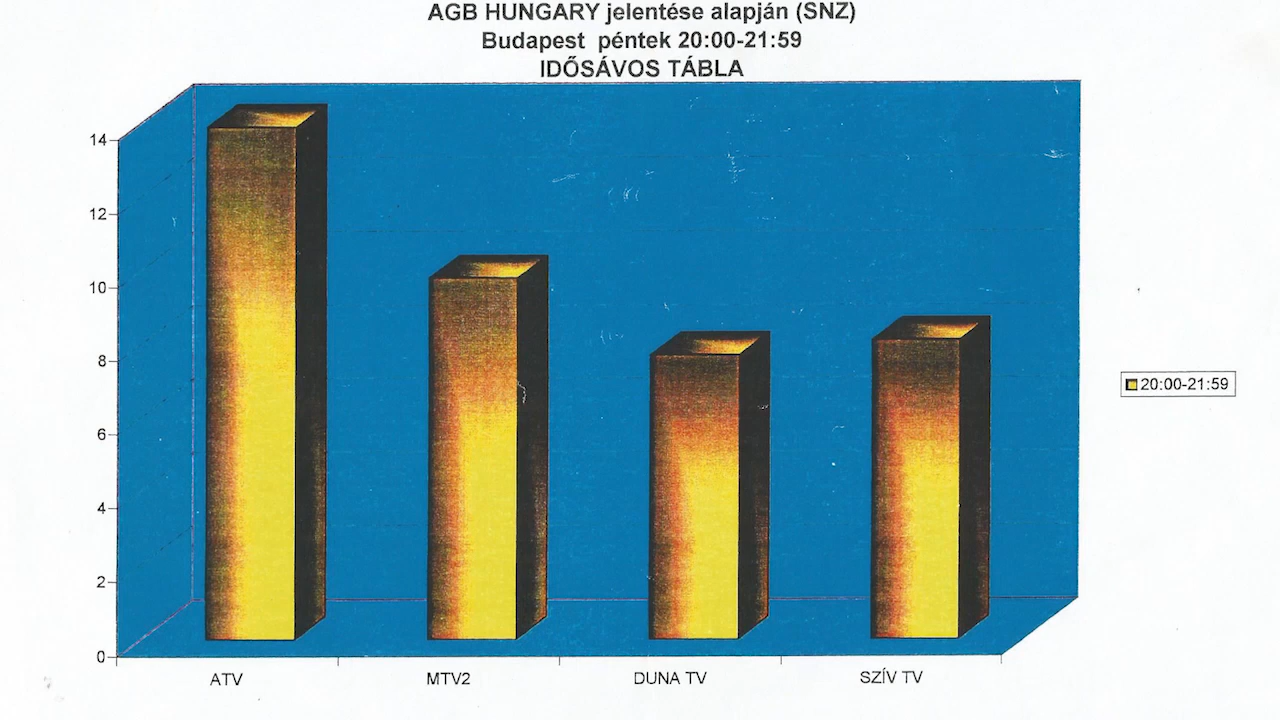 AGB HUNGARY jelentése alapján (SNZ)
Budapest péntek 20:00-21:59
IDŐSÁVOS TÁBLA
14
12
10
8
6
4
2
0
ATV
MTV2
DUNA TV
SZÍV TV
20:00-21:59